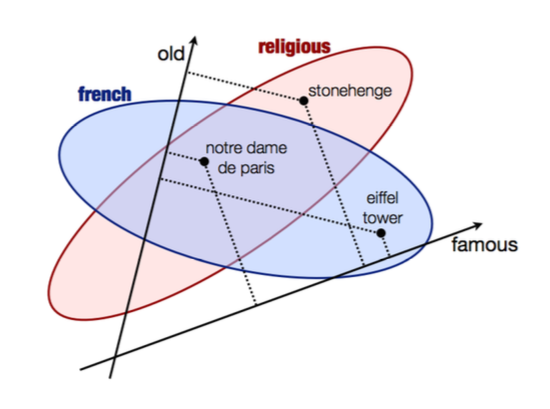 religious
old
stonehenge
french
notre dame
de paris
eiffel
tower
famous